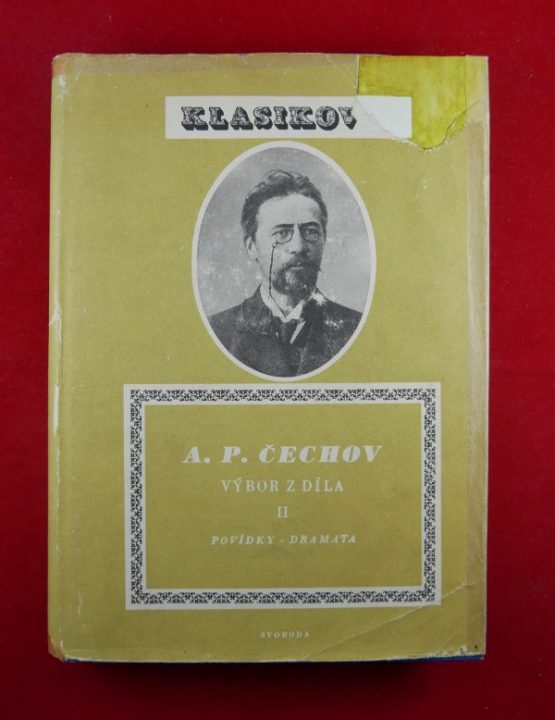 KLASIKOV
A. P. ČECHOV
VÝBOR Z DÍLA
II
POVÍDKY - DRAMATA
SVOBODA